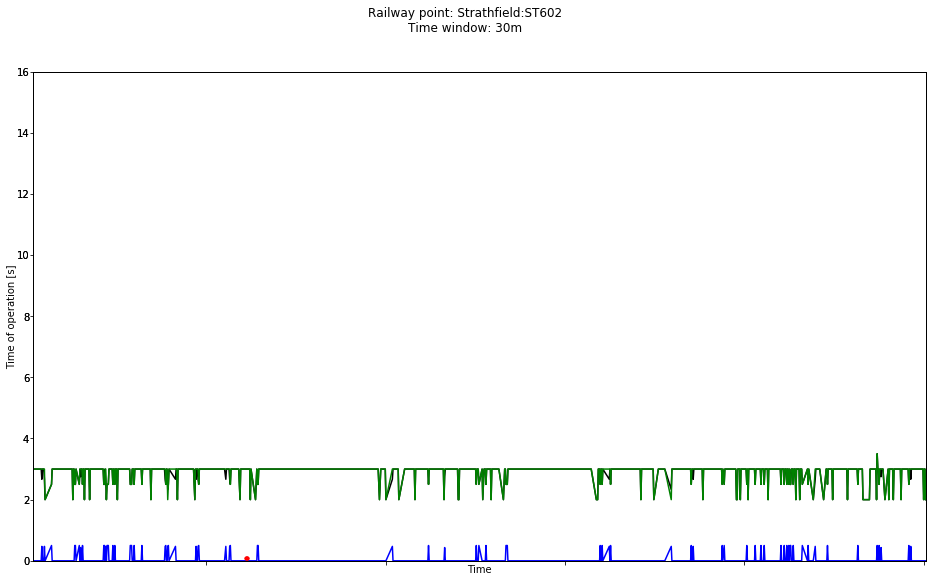 Railway point: Strathfield:ST602
Time window: 30m
16
14
12
10
8
6
4
2
0
Time of operation [s]
Time